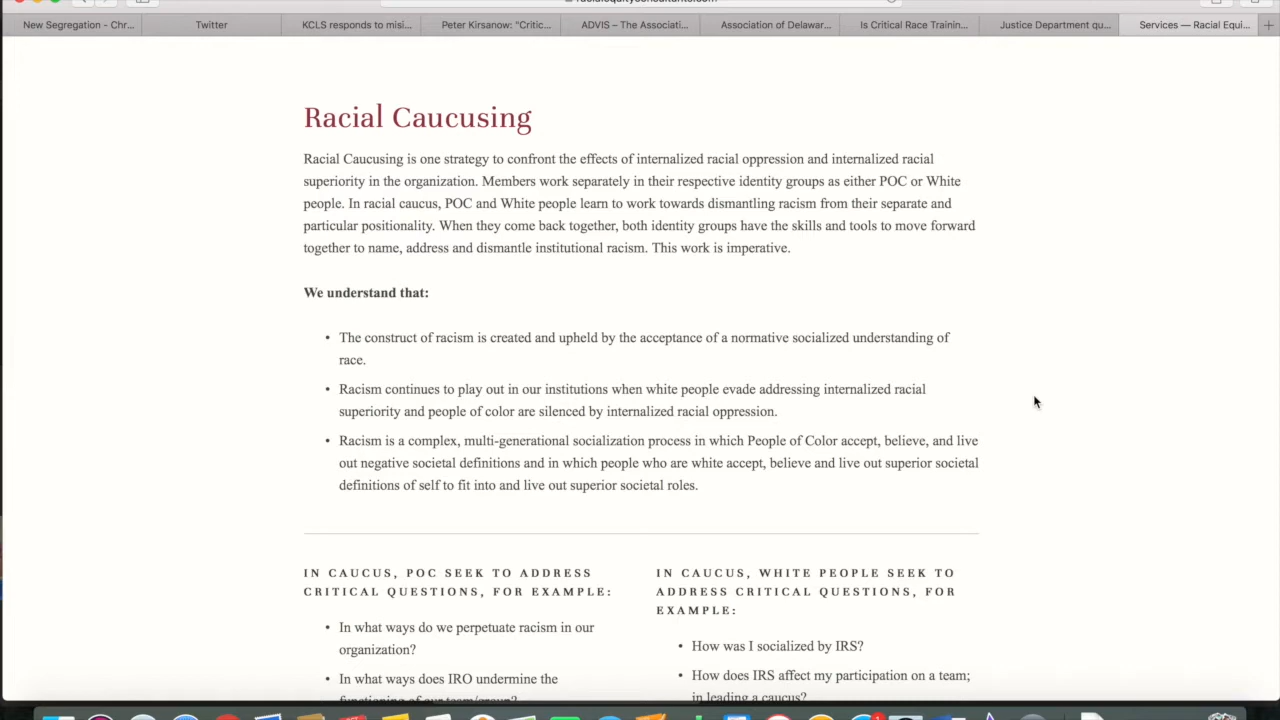 New Segregation - Chr...
Twitter
KCLS responds to misi...
Peter Kirsanow: “Critic...
ADVIS – The Associati...
Association of Delawar...
Is Critical Race Trainin...
Justice Department qu...
Services — Racial Equi...
Racial Caucusing
Racial Caucusing is one strategy to confront the effects of internalized racial oppression and internalized racial
superiority in the organization. Members work separately in their respective identity groups as either POC or White
people. In racial caucus, POC and White people learn to work towards dismantling racism from their separate and
particular positionality. When they come back together, both identity groups have the skills and tools to move forward
together to name, address and dismantle institutional racism. This work is imperative.
We understand that:
• The construct of racism is created and upheld by the acceptance of a normative socialized understanding of
race.
• Racism continues to play out in our institutions when white people evade addressing internalized racial
superiority and people of color are silenced by internalized racial oppression.
• Racism is a complex, multi-generational socialization process in which People of Color accept, believe, and live
out negative societal definitions and in which people who are white accept, believe and live out superior societal
definitions of self to fit into and live out superior societal roles.
IN CAUCUS, POC SEEK TO ADDRESS
CRITICAL QUESTIONS, FOR EXAMPLE:
• In what ways do we perpetuate racism in our
organization?
• In what ways does IRO undermine the
functioning of our team/group?
IN CAUCUS, WHITE PEOPLE SEEK TO
ADDRESS CRITICAL QUESTIONS, FOR
EXAMPLE:
• How was I socialized by IRS?
• How does IRS affect my participation on a team;
in leading a caucus?